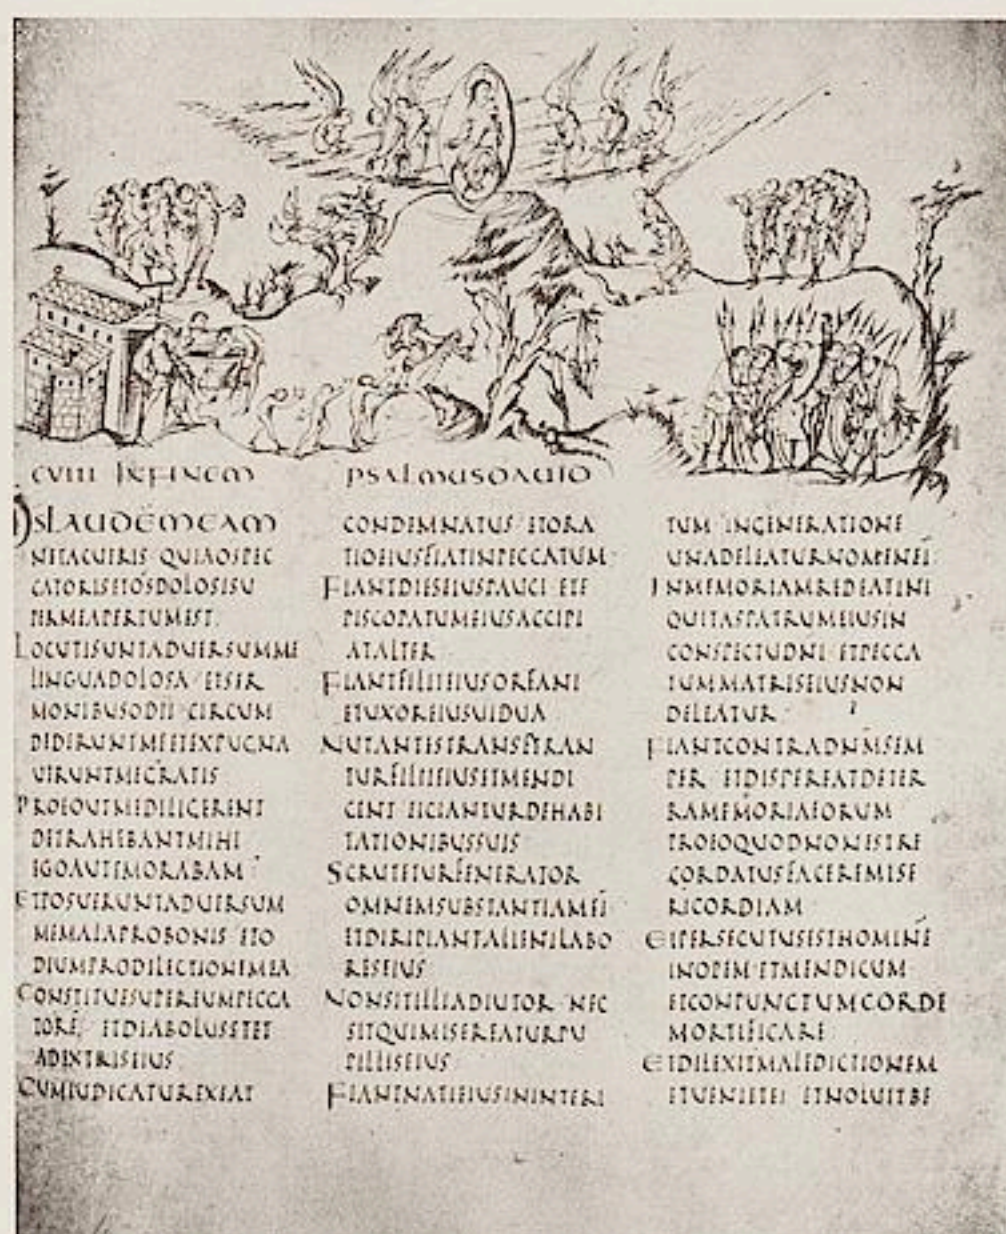 CVIII IN FINEM PSALMUS DAUID
DS LAUDEM MEAM
NE TACUERIS QUIA OS PEC
CATORIS ET OS DOLOSI SU
PER ME APERTUM EST
LOCUTI SUNT ADUERSUM ME
LINGUA DOLOSA ET SER
MONIBUS ODII CIRCUM
DEDERUNT ME ET EXPUGNA
UERUNT ME GRATIS
PRO EO UT ME DILIGERENT
DETRAHEBANT MIHI
EGO AUTEM ORABAM
ET POSUERUNT ADUERSUM
ME MALA PRO BONIS ET O
DIUM PRO DILECTIONE MEA
CONSTITUE SUPER EUM PECCA
TORĒ ET DIABOLUS STET
A DEXTRIS EIUS
CUM IUDICATUR EXEAT
CONDEMNATUS ET ORA
TIO EIUS FIAT IN PECCATUM
FIANT DIES EIUS PAUCI ET E
PISCOPATUM EIUS ACCIPI
AT ALTER
FIANT FILII EIUS ORFANI
ET UXOR EIUS UIDUA
NUTANTES TRANSFERAN
TUR FILII EIUS ET MENDI
CENT EICIANTUR DE HABI
TATIONIBUS SUIS
SCRUTETUR FENERATOR
OMNEM SUBSTANTIAM EĪ
ET DIRIPIANT ALIENI LABO
RES EIUS
NON SIT ILLI ADIUTOR NEC
SIT QUI MISEREATUR PU
PILLIS EIUS
FIANT NATI EIUS IN INTERI
TUM IN GENERATIONE
UNA DELEATUR NOMEN EĪ
IN MEMORIAM REDEAT INI
QUITAS PATRUM EIUS IN
CONSPECTU DNI ET PECCA
TUM MATRIS EIUS NON
DELEATUR
FIANT CONTRA DNM SEM
PER ET DISPEREAT DE TER
RA MEMORIA EORUM
PRO EO QUOD NON EST RE
CORDATUS FACERE MISE
RICORDIAM
ET PERSECUTUS EST HOMINĒ
INOPEM ET MENDICUM
ET CONPUNCTUM CORDE
MORTIFICARE
ET DILEXIT MALEDICTIONEM
ET UENIET EI ET NOLUIT BE